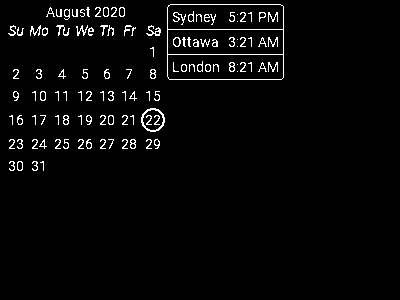 August 2020
Su Mo Tu We Th Fr Sa
1
2 3 4 5 6 7 8
9 10 11 12 13 14 15
16 17 18 19 20 21 22
23 24 25 26 27 28 29
30 31
Sydney 5:21 PM
Ottawa 3:21 AM
London 8:21 AM